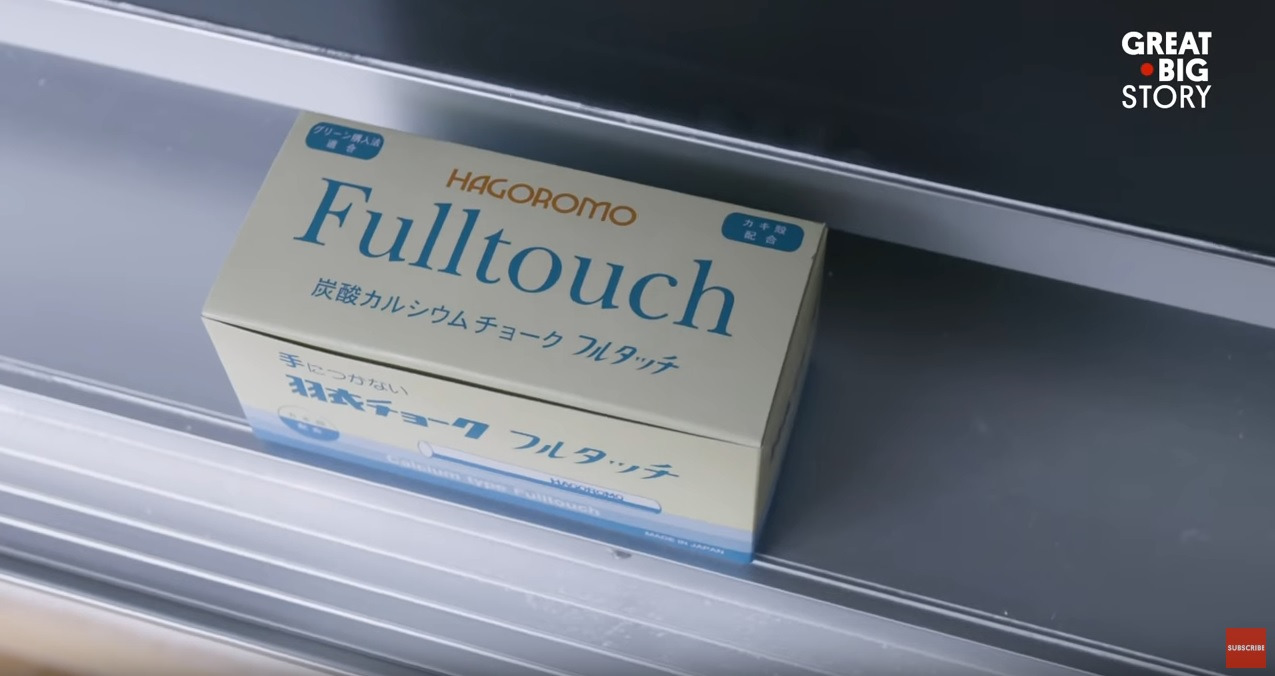 GREAT
BIG
STORY
グリーン購入法
適合
HAGOROMO
カキ殻
配合
Fulltouch
炭酸カルシウムチョーク フルタッチ
手につかない
羽衣チョーク フルタッチ
HAGOROMO
Calcium type Fulltouch
MADE IN JAPAN
SUBSCRIBE